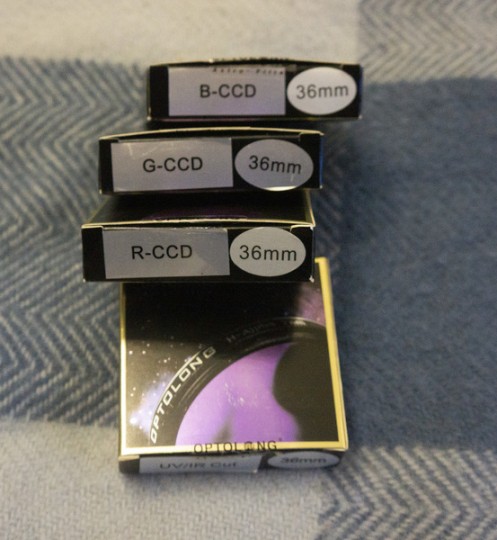 B-CCD 36mm
G-CCD 36mm
R-CCD 36mm
OPTOLONG
OPTOLONG
UV/IR Cut 36mm